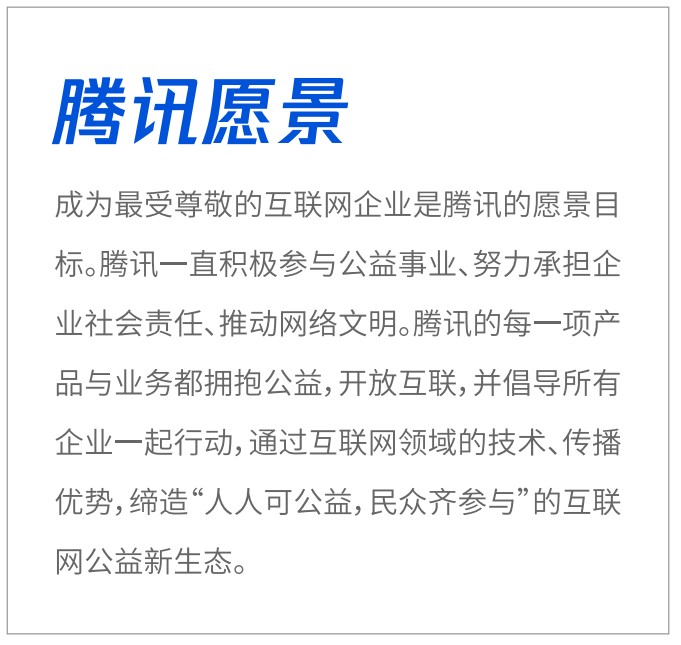 腾讯愿景
成为最受尊敬的互联网企业是腾讯的愿景目
标。腾讯一直积极参与公益事业、努力承担企
业社会责任、推动网络文明。腾讯的每一项产
品与业务都拥抱公益，开放互联，并倡导所有
企业一起行动，通过互联网领域的技术、传播
优势，缔造“人人可公益，民众齐参与”的互联
网公益新生态。